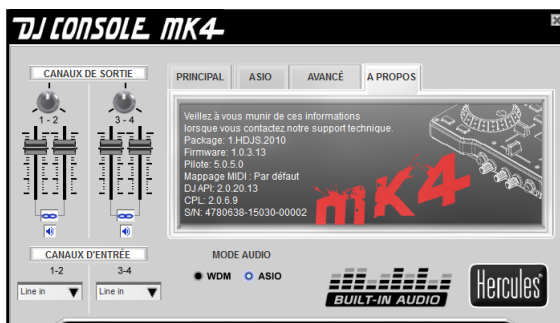 DJ CONSOLE MK4
CANAUX DE SORTIE
1 - 2
3 - 4
PRINCIPAL
ASIO
AVANCÉ
A PROPOS
Veillez à vous munir de ces informations
lorsque vous contactez notre support technique.
Package: 1.HDJS.2010
Firmware: 1.0.3.13
Pilote: 5.0.5.0
Mappage MIDI : Par défaut
DJ API: 2.0.20.13
CPL: 2.0.6.9
S/N: 4780638-15030-00002
mK4
CANAUX D'ENTRÉE
1-2
3-4
Line in
Line in
MODE AUDIO
WDM
ASIO
BUILT-IN AUDIO
Hercules